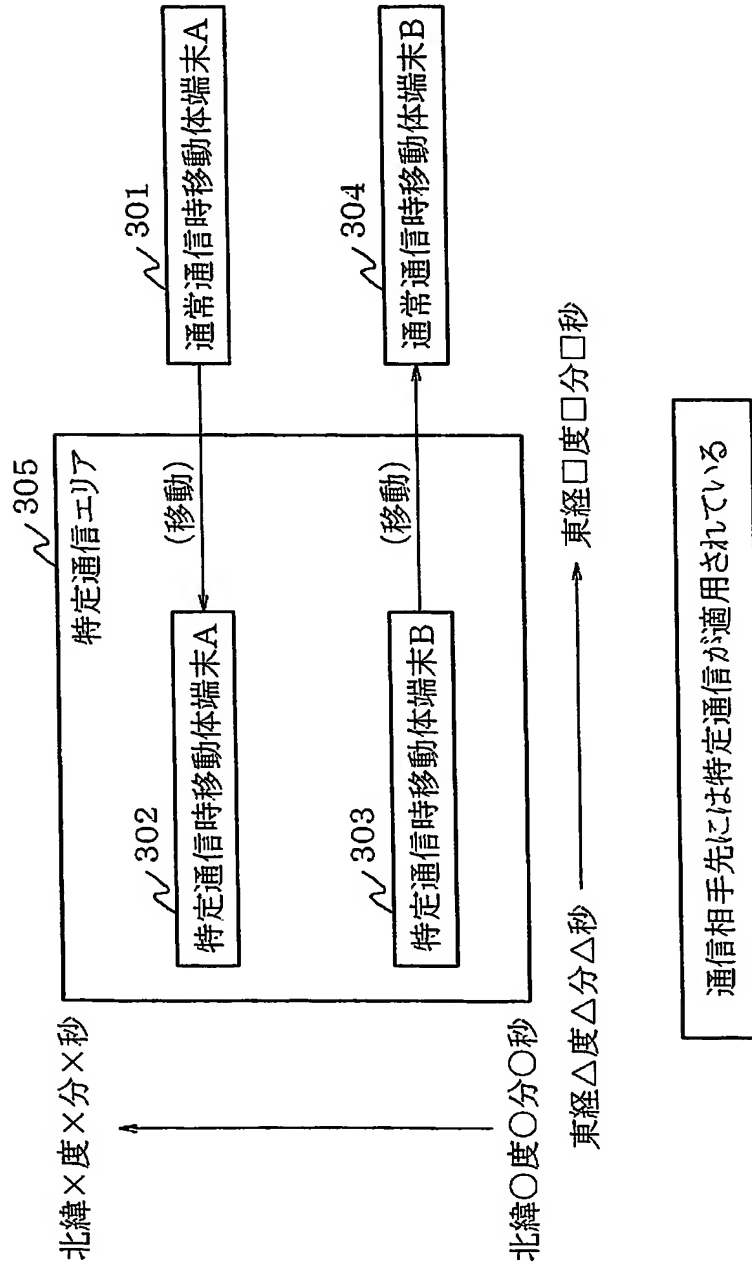 305
特定通信エリア
北緯×度×分×秒
302
特定通信時移動体端末A
(移動)
301
通常通信時移動体端末A
303
特定通信時移動体端末B
(移動)
304
通常通信時移動体端末B
北緯〇度〇分〇秒
東経△度△分△秒
東経□度□分□秒
通信相手先には特定通信が適用されている